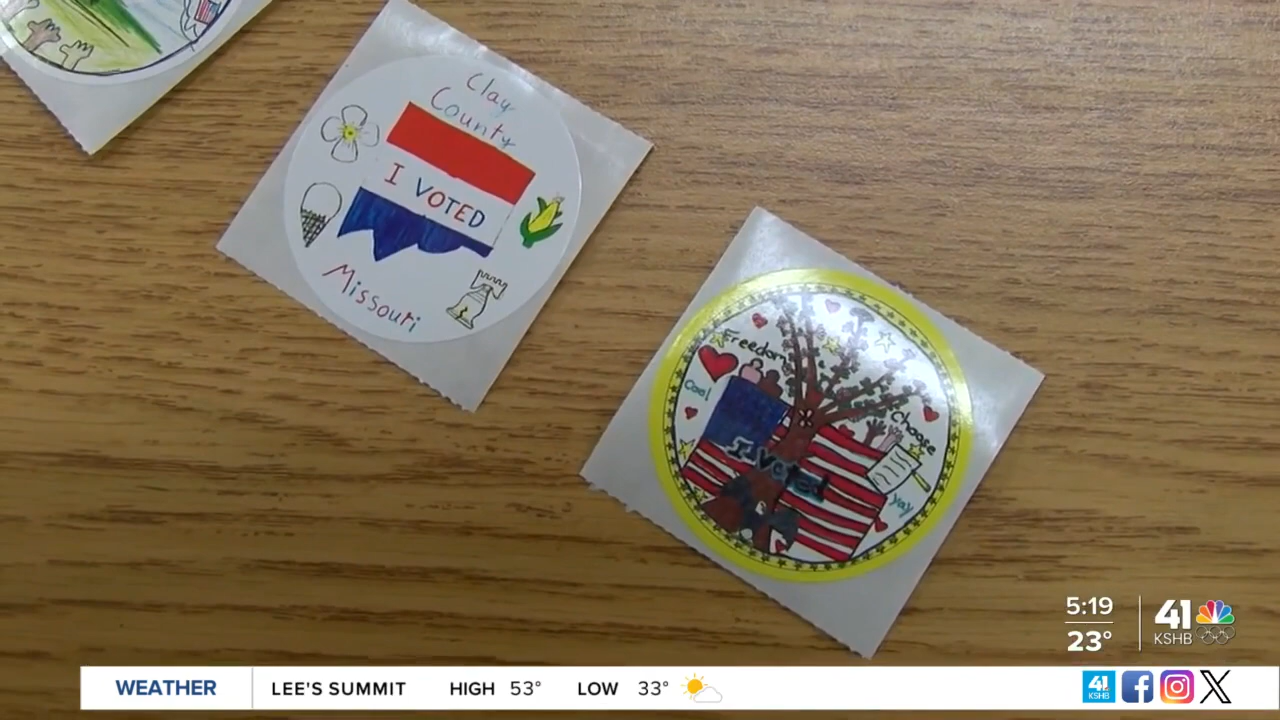 Clay
County
I VOTED
Missouri
Freedom
Cool
Choose
I Voted
yay
5:19
23°
41
KSHB
WEATHER
LEE'S SUMMIT HIGH 53° LOW 33°
41
KSHB